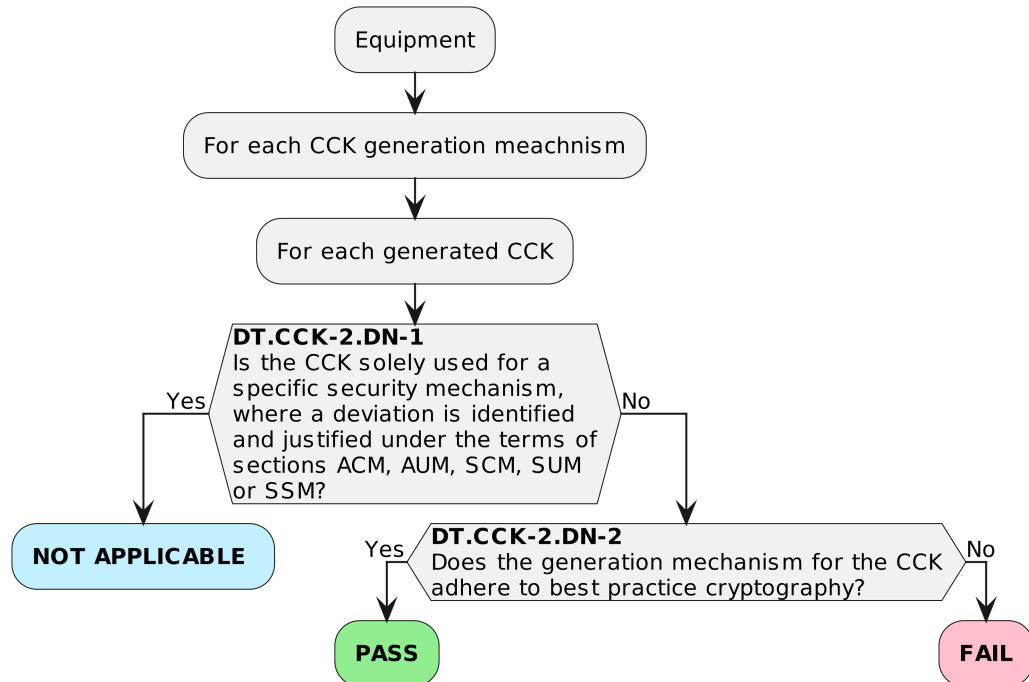 Equipment
For each CCK generation meachnism
For each generated CCK
DT.CCK-2.DN-1
Is the CCK solely used for a
specific security mechanism,
where a deviation is identified
and justified under the terms of
sections ACM, AUM, SCM, SUM
or SSM?
Yes
No
NOT APPLICABLE
DT.CCK-2.DN-2
Does the generation mechanism for the CCK
adhere to best practice cryptography?
Yes
No
PASS
FAIL